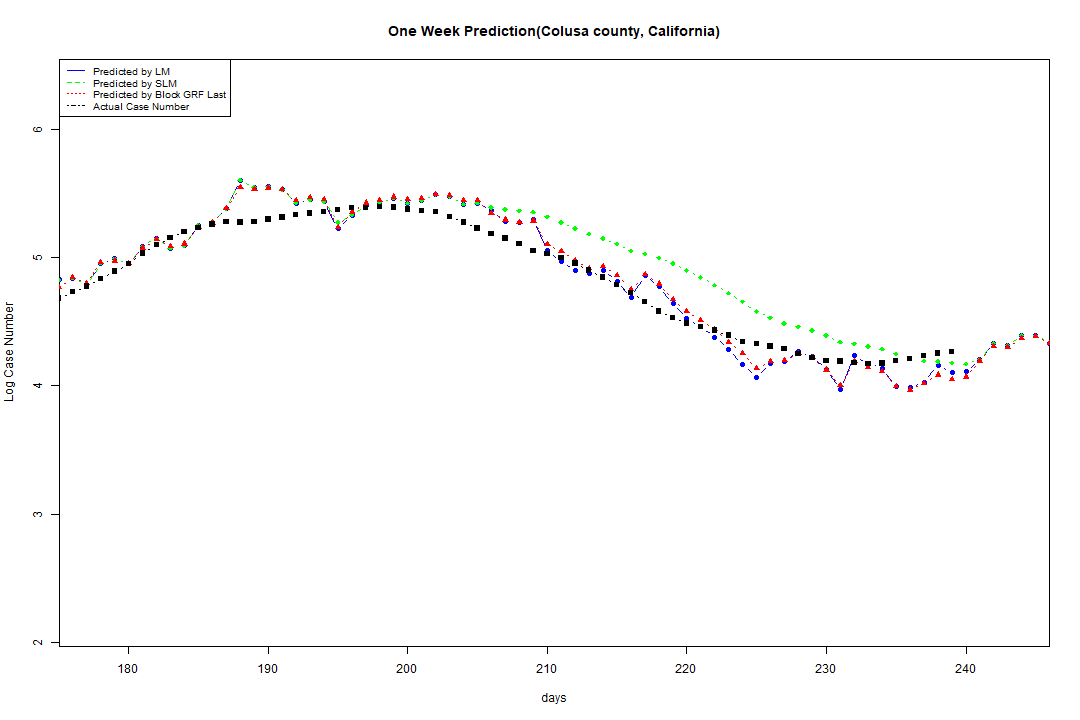 One Week Prediction(Colusa county, California)
Predicted by LM
Predicted by SLM
Predicted by Block GRF Last
Actual Case Number
6
5
4
3
2
Log Case Number
180 190 200 210 220 230 240
days